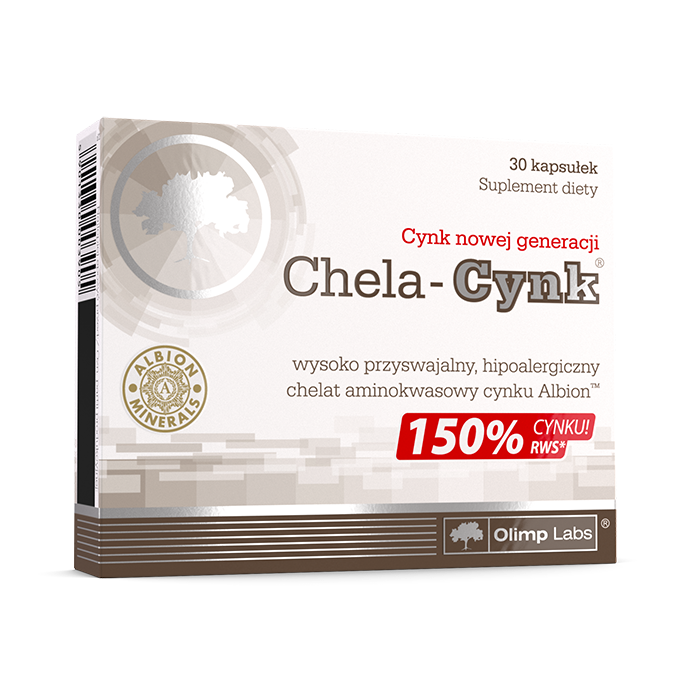 30 kapsułek
Suplement diety
Cynk nowej generacji
Chela-Cynk®
wysoko przyswajalny, hipoalergiczny
chelat aminokwasowy cynku Albion™
ALBION
A
MINERALS
150% CYNKU!
RWS*
Olimp Labs®